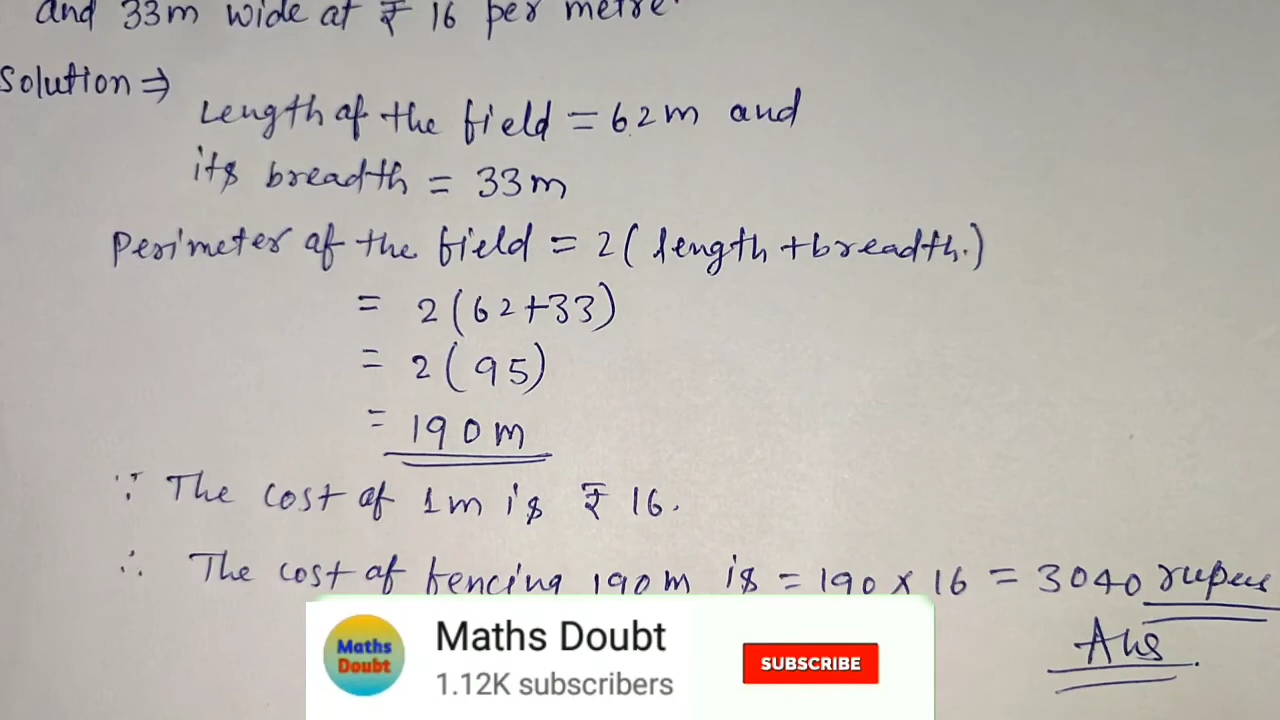 and 33m wide at ₹ 16 per metre.
Solution ⇒
Length of the field = 62m and
its breadth = 33m
Perimeter of the field = 2(length+breadth.)
= 2(62+33)
= 2(95)
= 190m
∵ The cost of 1m is ₹ 16.
∴ The cost of fencing 190m is = 190 × 16 = 3040 rupees
Ans
Maths Doubt
Maths Doubt
1.12K subscribers
SUBSCRIBE